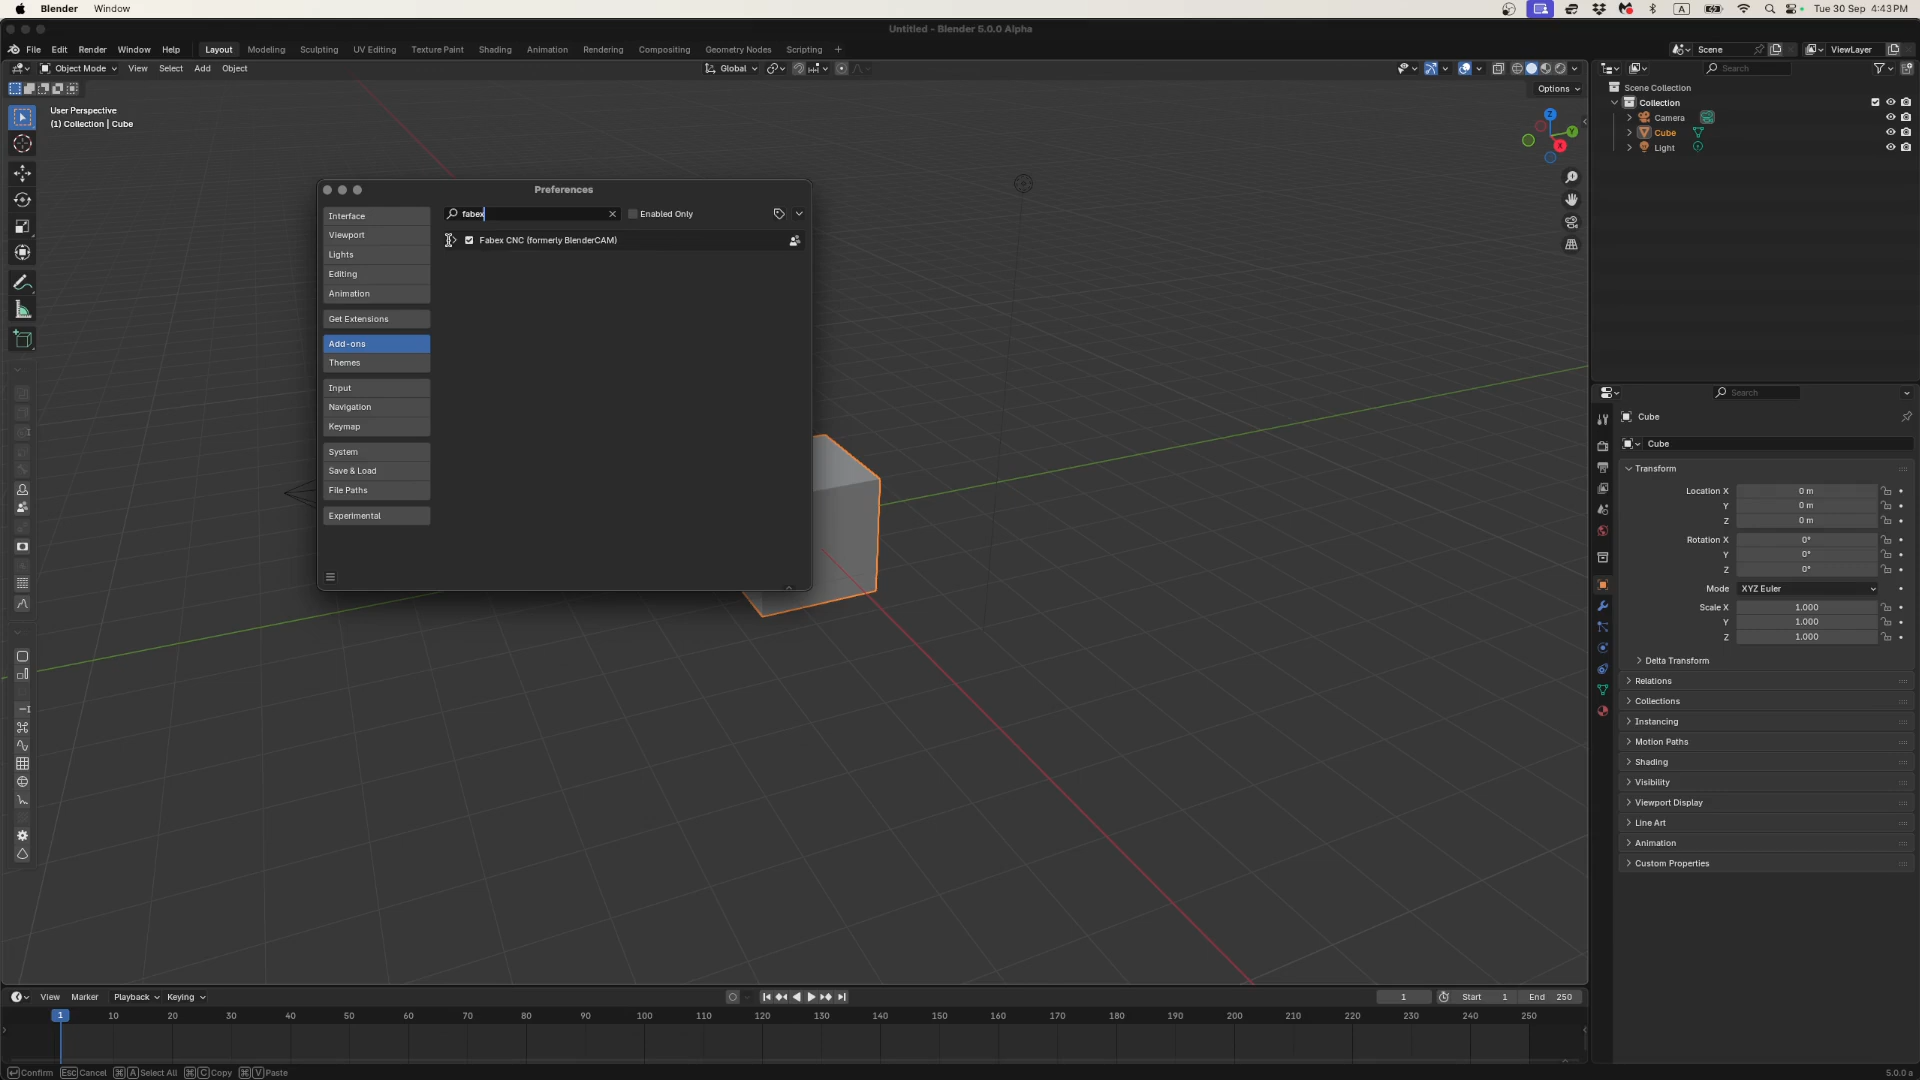 Blender Window Tue 30 Sep 4:43 PM
Untitled - Blender 5.0.0 Alpha
File Edit Render Window Help Layout Modeling Sculpting UV Editing Texture Paint Shading Animation Rendering Compositing Geometry Nodes Scripting + Scene ViewLayer
Object Mode View Select Add Object Global Search
Options
User Perspective
(1) Collection | Cube
Scene Collection
Collection
Camera
Cube
Light
Z
Y
X
Preferences
Interface
Viewport
Lights
Editing
Animation
Get Extensions
Add-ons
Themes
Input
Navigation
Keymap
System
Save & Load
File Paths
Experimental
fabex Enabled Only
Fabex CNC (formerly BlenderCAM)
Search
Cube
Cube
Transform
Location X 0 m
Y 0 m
Z 0 m
Rotation X 0°
Y 0°
Z 0°
Mode XYZ Euler
Scale X 1.000
Y 1.000
Z 1.000
Delta Transform
Relations
Collections
Instancing
Motion Paths
Shading
Visibility
Viewport Display
Line Art
Animation
Custom Properties
View Marker Playback Keying 1 Start 1 End 250
1 10 20 30 40 50 60 70 80 90 100 110 120 130 140 150 160 170 180 190 200 210 220 230 240 250
Confirm Esc Cancel ⌘ A Select All ⌘ C Copy ⌘ V Paste 5.0.0 a